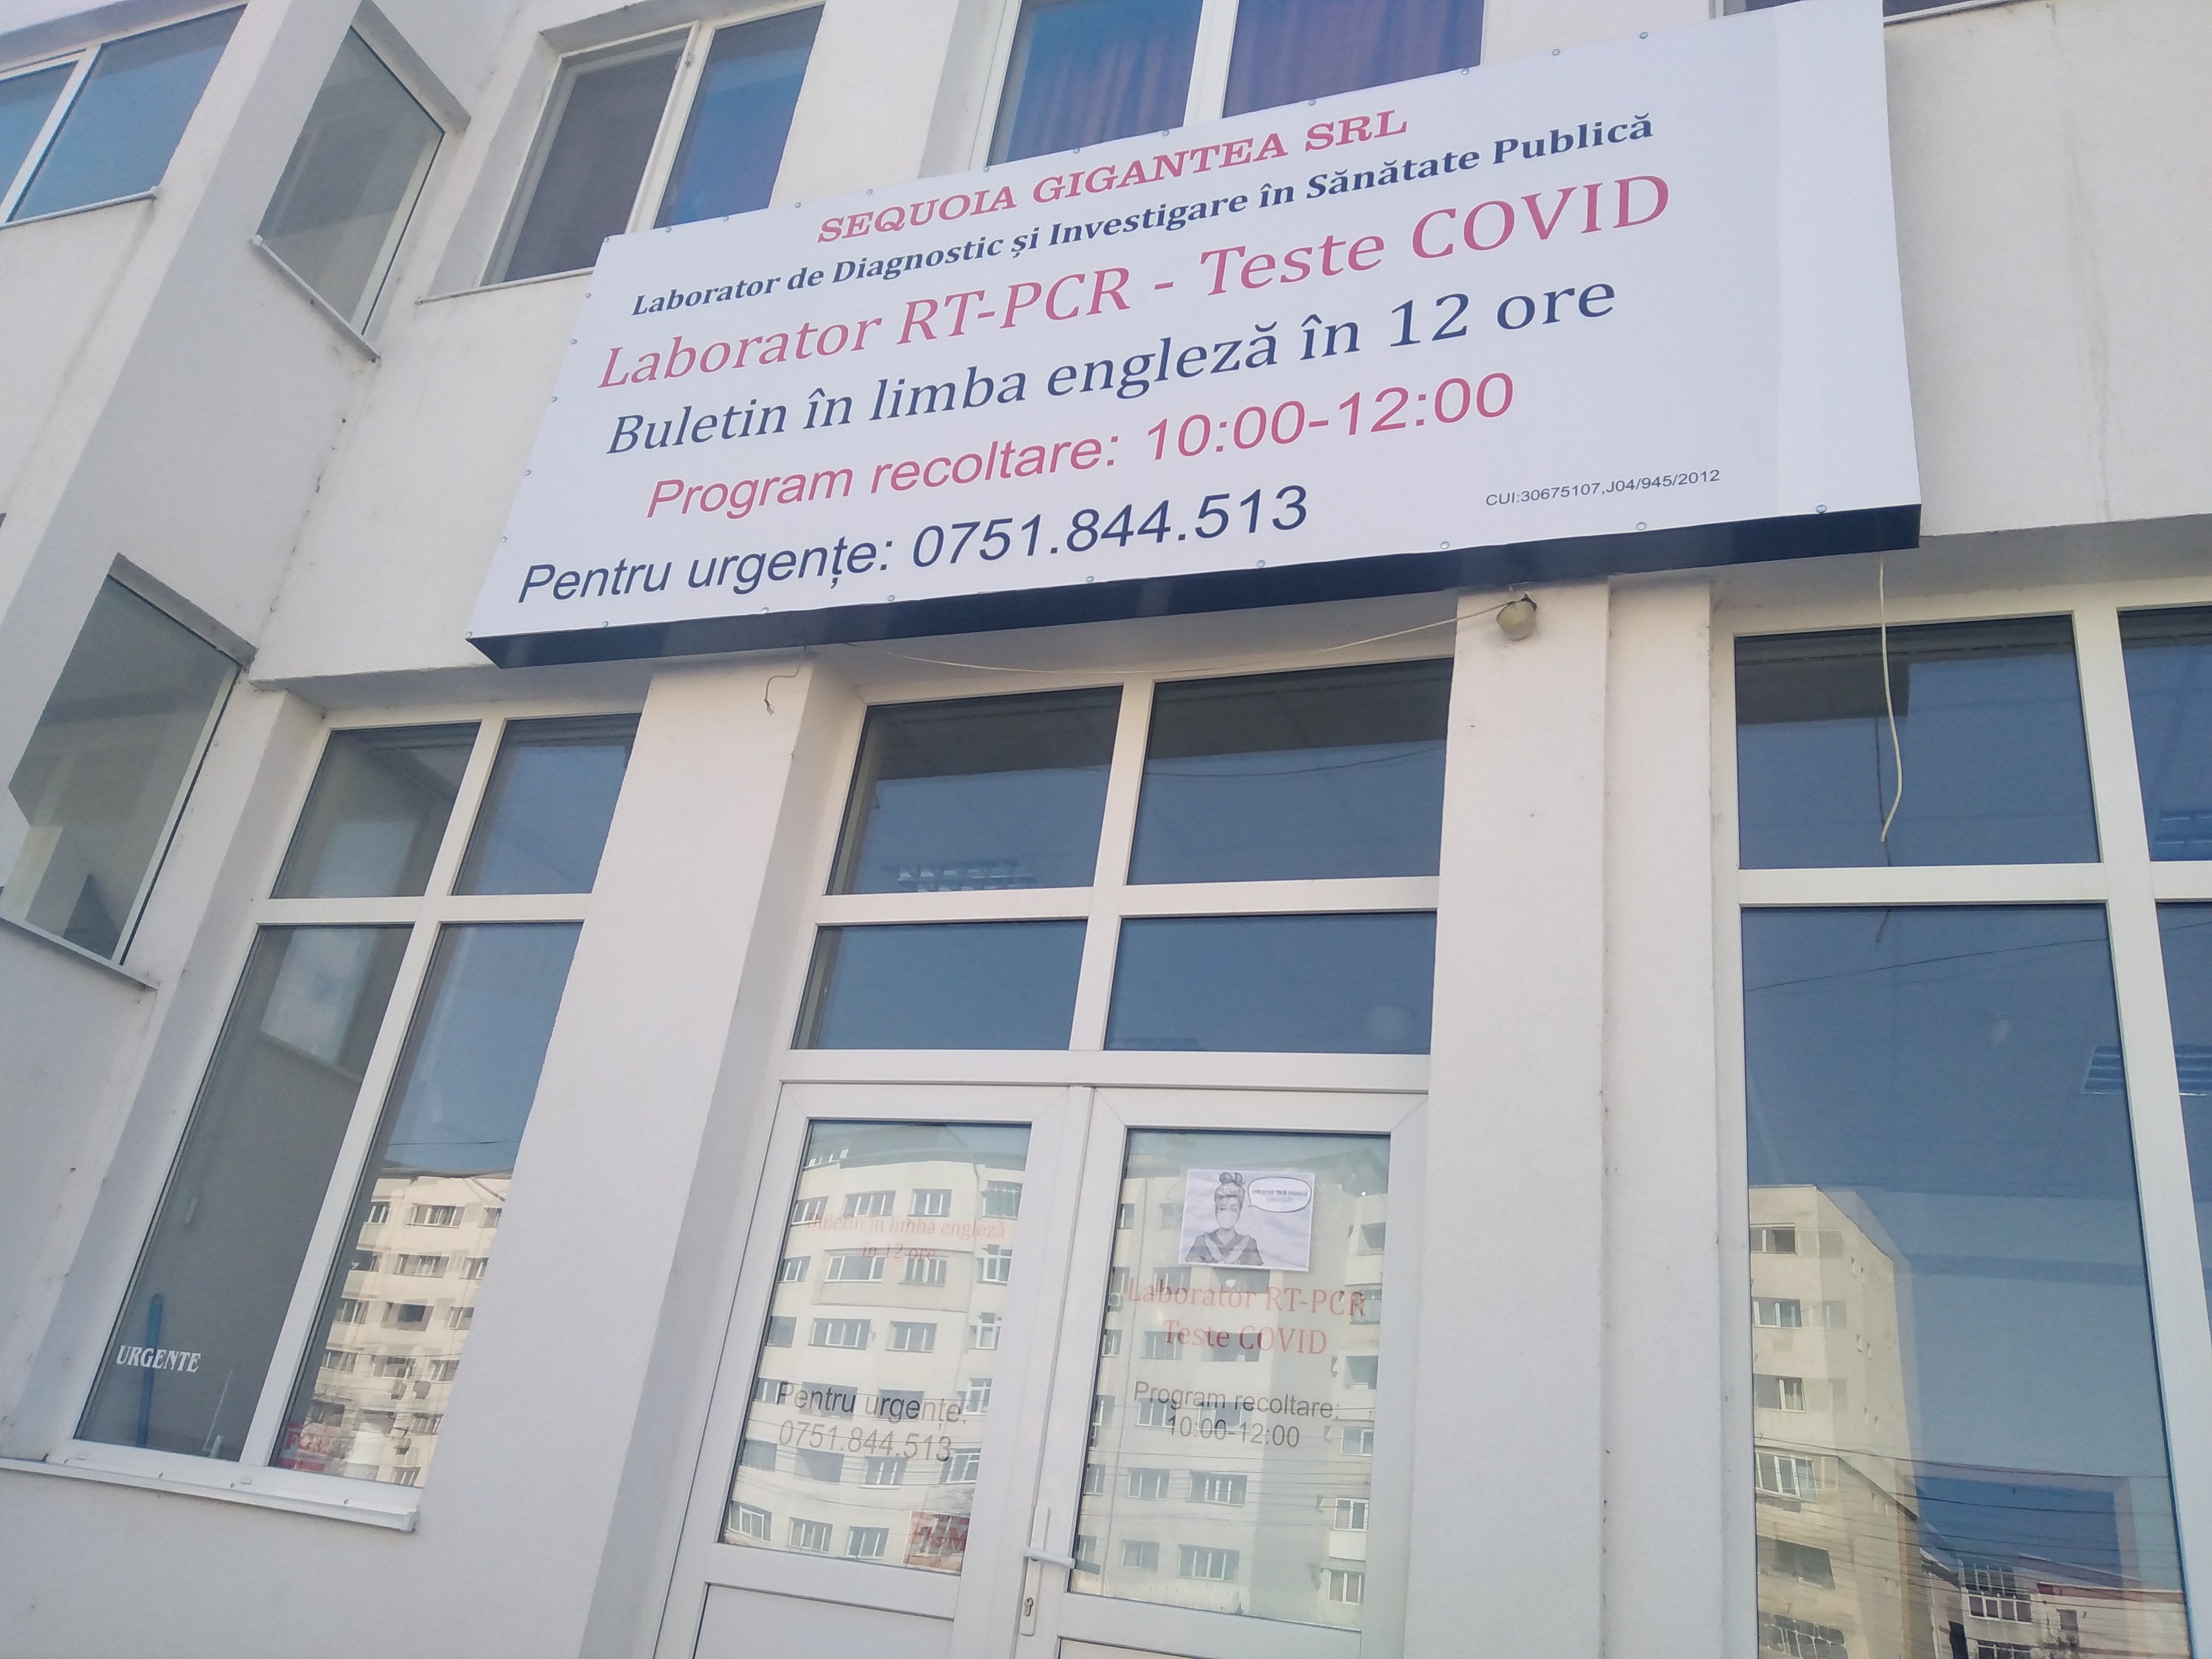 SEQUOIA GIGANTEA SRL
Laborator de Diagnostic și Investigare în Sănătate Publică
Laborator RT-PCR - Teste COVID
Buletin în limba engleză în 12 ore
Program recoltare: 10:00-12:00
Pentru urgențe: 0751.844.513
CUI:30675107,J04/945/2012
URGENTE
FGM
Buletin în limba engleză
în 12 ore
Pentru urgențe:
0751.844.513
FGM
Laborator RT-PCR
Teste COVID
Program recoltare:
10:00-12:00